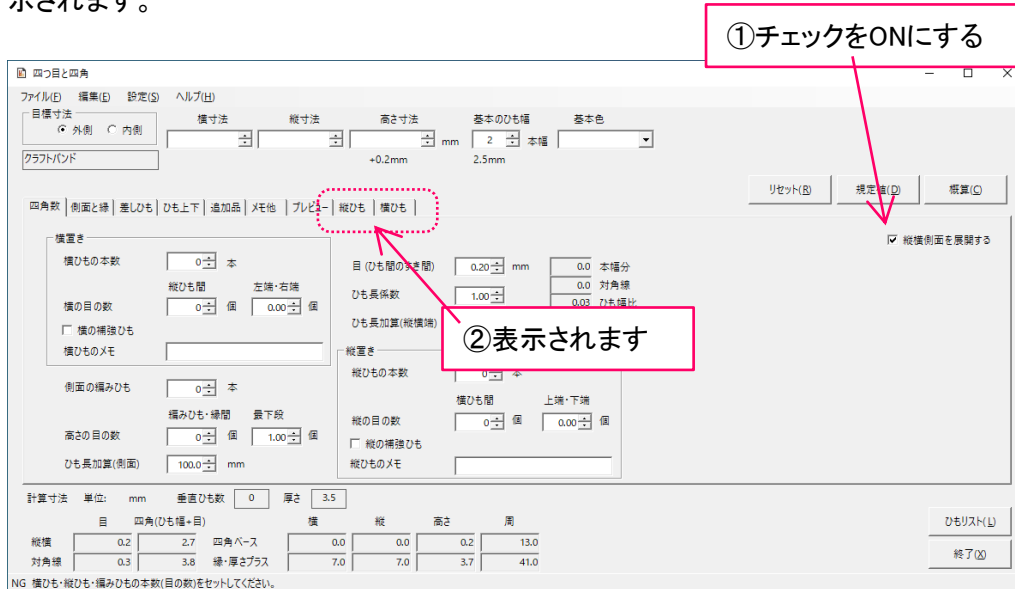 示されます。
①チェックをONにする
四つ目と四角
ファイル(F) 編集(E) 設定(S) ヘルプ(H)
目標寸法 横寸法 縦寸法 高さ寸法 基本のひも幅 基本色
外側 内側 mm 2 本幅
クラフトバンド +0.2mm 2.5mm
リセット(R) 規定値(D) 概算(C)
四角数 側面と縁 差しひも ひも上下 追加品 メモ他 プレビュー 縦ひも 横ひも
縦横側面を展開する
横置き
横ひもの本数 0 本
目 (ひも間のすき間) 0.20 mm 0.0 本幅分
縦ひも間 左端・右端
0.0 対角線
横の目の数 0 個 0.00 個
ひも長係数 1.00 0.03 ひも幅比
横の補強ひも
ひも長加算(縦横端)
②表示されます
横ひものメモ
縦置き
縦ひもの本数 0 本
側面の編みひも 0 本
横ひも間 上端・下端
編みひも・縁間 最下段
縦の目の数 0 個 0.00 個
高さの目の数 0 個 1.00 個
縦の補強ひも
ひも長加算(側面) 100.0 mm
縦ひものメモ
計算寸法 単位: mm 垂直ひも数 0 厚さ 3.5
目 四角(ひも幅+目) 横 縦 高さ 周
ひもリスト(L)
縦横 0.2 2.7 四角ベース 0.0 0.0 0.2 13.0
対角線 0.3 3.8 縁・厚さプラス 7.0 7.0 3.7 41.0
終了(X)
NG 横ひも・縦ひも・編みひもの本数(目の数)をセットしてください。